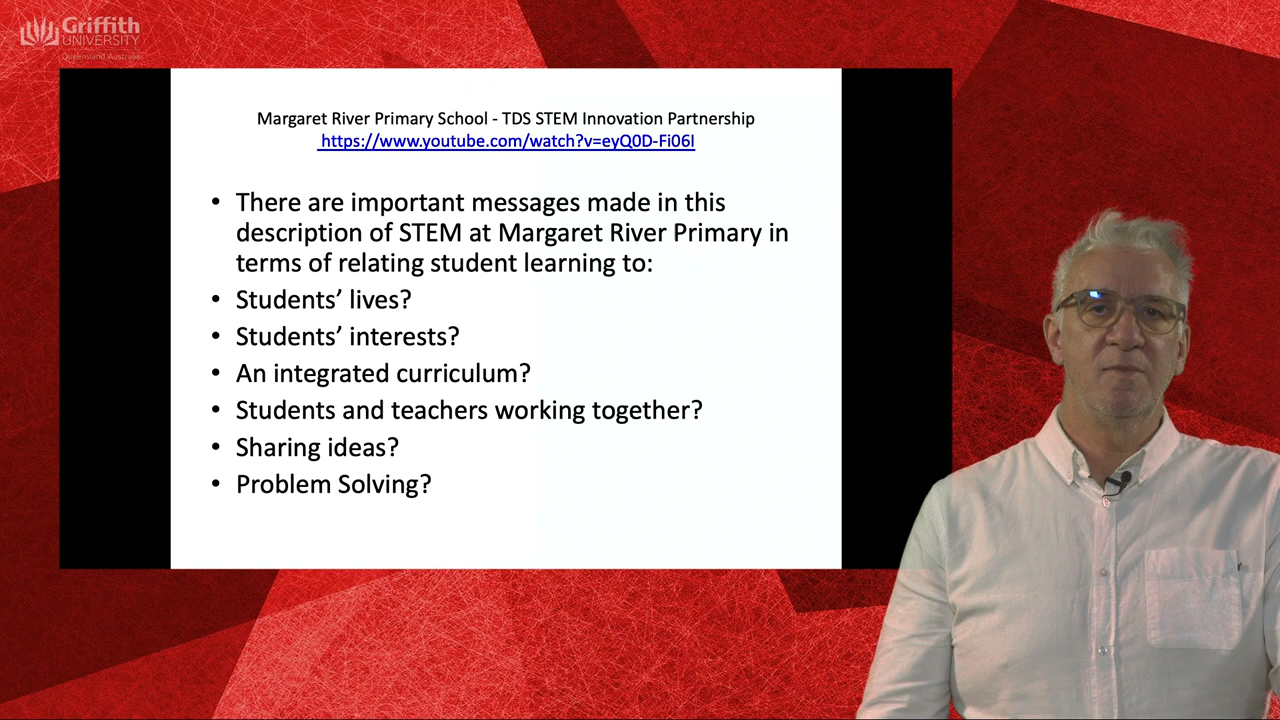 Griffith
UNIVERSITY
Queensland Australia
Margaret River Primary School - TDS STEM Innovation Partnership
https://www.youtube.com/watch?v=eyQ0D-Fi06I
• There are important messages made in this
description of STEM at Margaret River Primary in
terms of relating student learning to:
• Students’ lives?
• Students’ interests?
• An integrated curriculum?
• Students and teachers working together?
• Sharing ideas?
• Problem Solving?